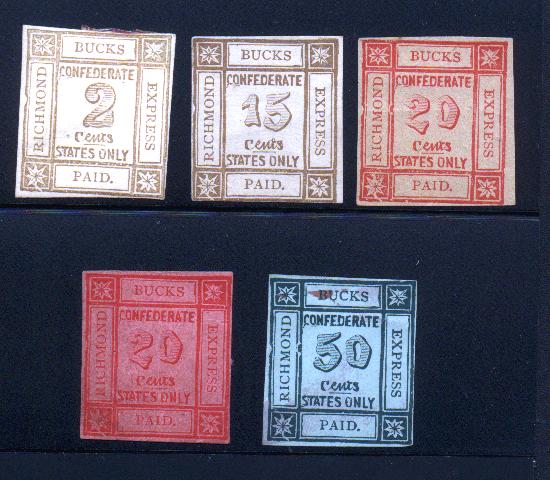 BUCKS
RICHMOND
CONFEDERATE
2
Cents
STATES ONLY
EXPRESS
PAID.
BUCKS
RICHMOND
CONFEDERATE
15
Cents
STATES ONLY
EXPRESS
PAID.
BUCKS
RICHMOND
CONFEDERATE
20
Cents
STATES ONLY
EXPRESS
PAID.
BUCKS
RICHMOND
CONFEDERATE
20
Cents
STATES ONLY
EXPRESS
PAID.
BUCKS
RICHMOND
CONFEDERATE
50
Cents
STATES ONLY
EXPRESS
PAID.